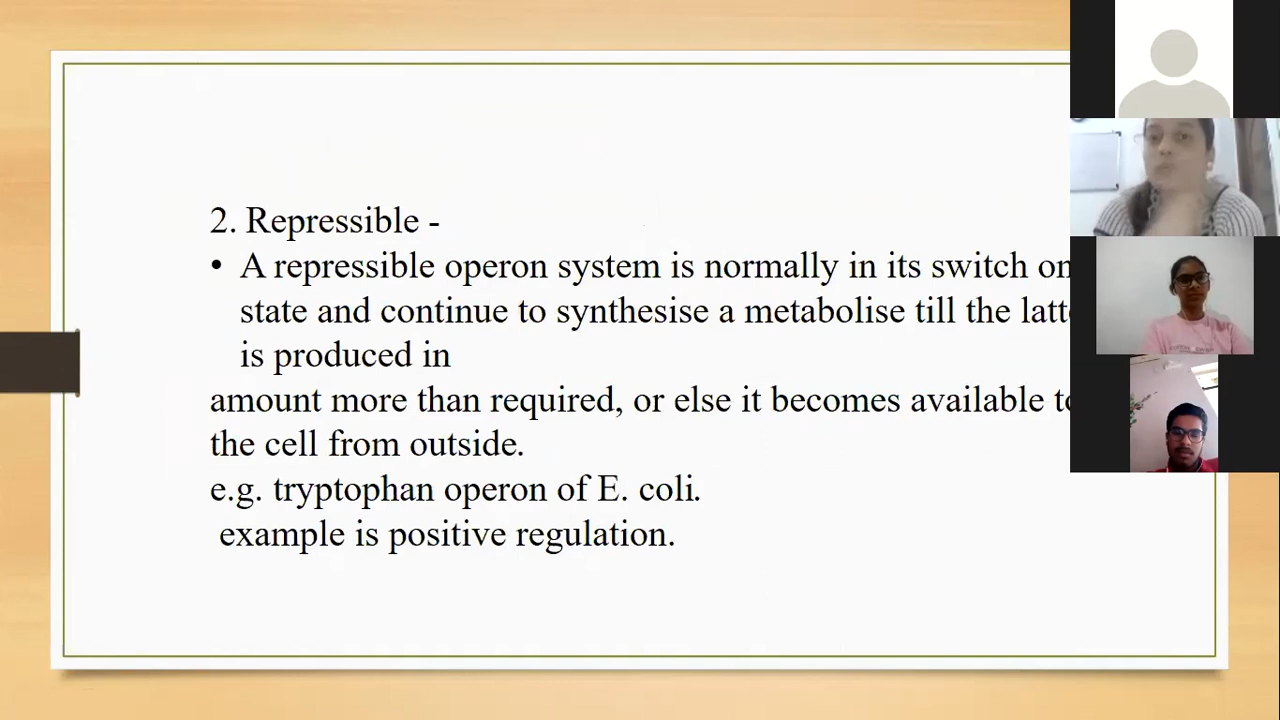 2. Repressible -
• A repressible operon system is normally in its switch on
state and continue to synthesise a metabolise till the
is produced in
amount more than required, or else it becomes available
the cell from outside.
e.g. tryptophan operon of E. coli.
example is positive regulation.